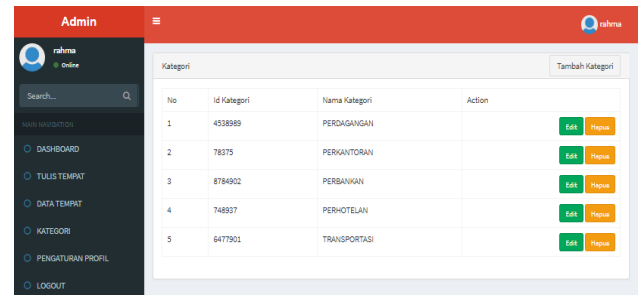 Admin
rahma
rahma
Online
Kategori
Tambah Kategori
Search...
MAIN NAVIGATION
DASHBOARD
TULIS TEMPAT
DATA TEMPAT
KATEGORI
PENGATURAN PROFIL
LOGOUT
No Id Kategori Nama Kategori Action
1 4538989 PERDAGANGAN Edit Hapus
2 78375 PERKANTORAN Edit Hapus
3 8784902 PERBANKAN Edit Hapus
4 748937 PERHOTELAN Edit Hapus
5 6477901 TRANSPORTASI Edit Hapus